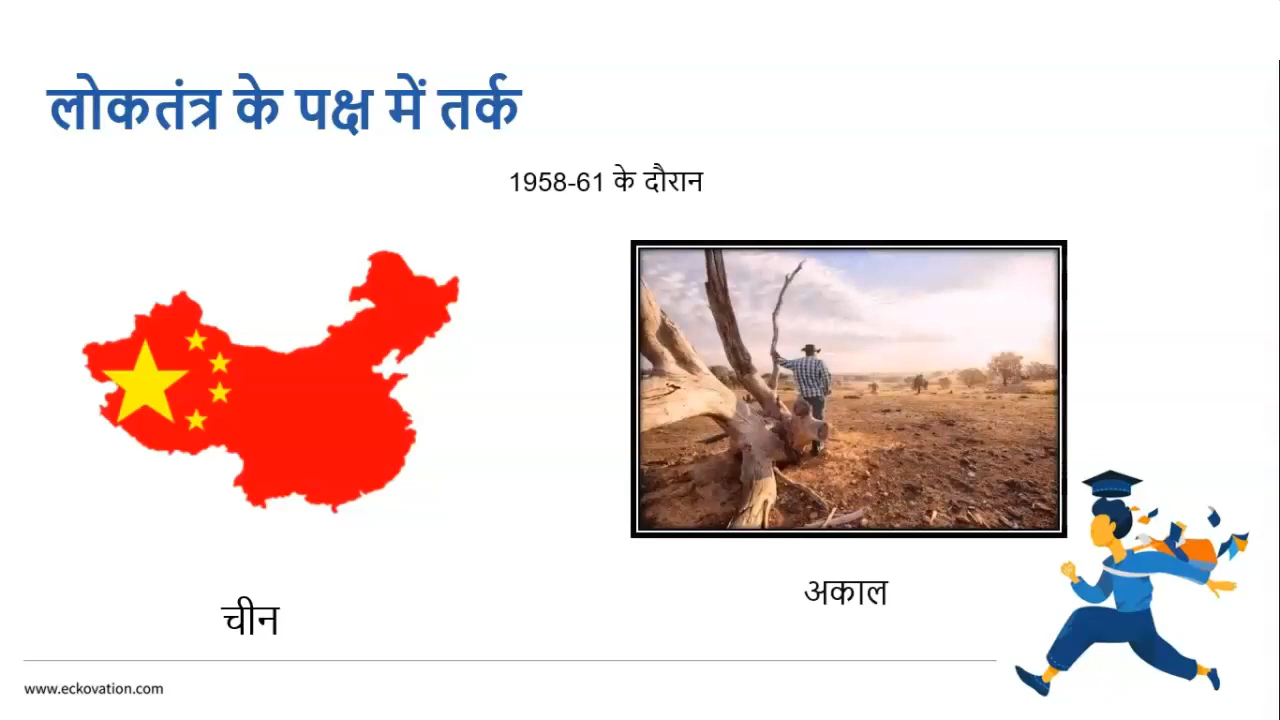 लोकतंत्र के पक्ष में तर्क
1958-61 के दौरान
चीन
अकाल
www.eckovation.com